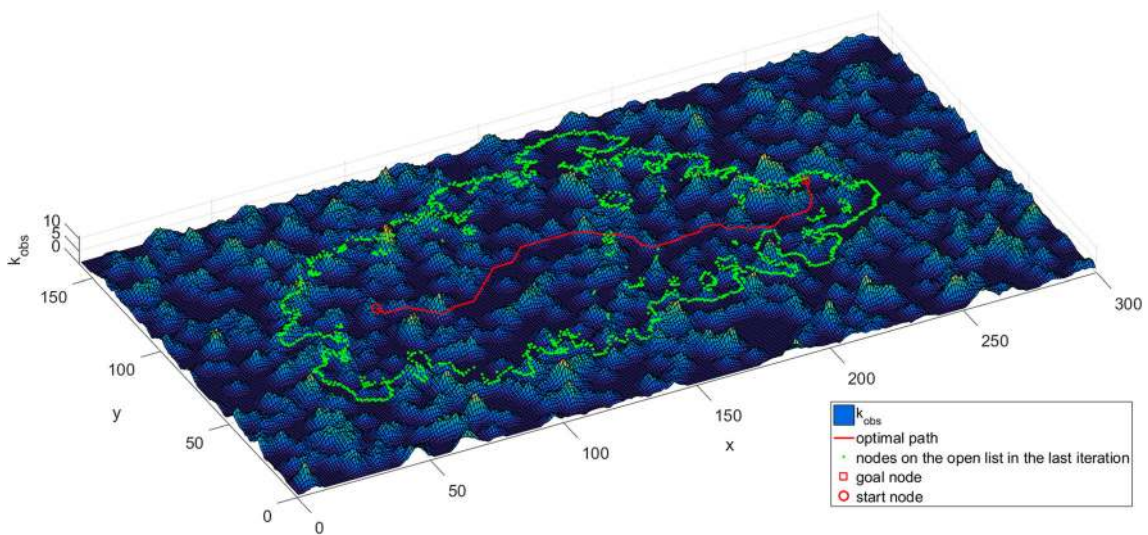 10
5
0
k_obs
150
100
y
50
0
0
50
100
x
150
200
250
300
k_obs
optimal path
nodes on the open list in the last iteration
goal node
start node